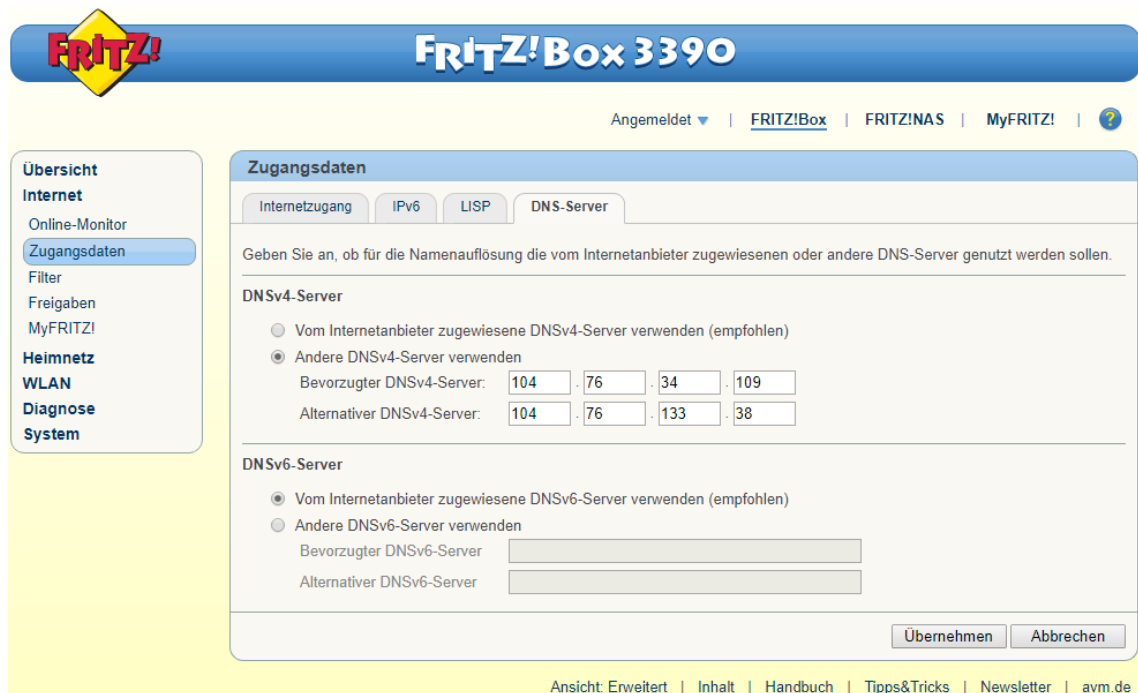 FRITZ!
FRITZ!Box 3390
Angemeldet | FRITZ!Box | FRITZ!NAS | MyFRITZ! | ?
Übersicht
Internet
Online-Monitor
Zugangsdaten
Filter
Freigaben
MyFRITZ!
Heimnetz
WLAN
Diagnose
System
Zugangsdaten
Internetzugang IPv6 LISP DNS-Server
Geben Sie an, ob für die Namenauflösung die vom Internetanbieter zugewiesenen oder andere DNS-Server genutzt werden sollen.
DNSv4-Server
Vom Internetanbieter zugewiesene DNSv4-Server verwenden (empfohlen)
Andere DNSv4-Server verwenden
Bevorzugter DNSv4-Server: 104 . 76 . 34 . 109
Alternativer DNSv4-Server: 104 . 76 . 133 . 38
DNSv6-Server
Vom Internetanbieter zugewiesene DNSv6-Server verwenden (empfohlen)
Andere DNSv6-Server verwenden
Bevorzugter DNSv6-Server
Alternativer DNSv6-Server
Übernehmen Abbrechen
Ansicht: Erweitert | Inhalt | Handbuch | Tipps&Tricks | Newsletter | avm.de